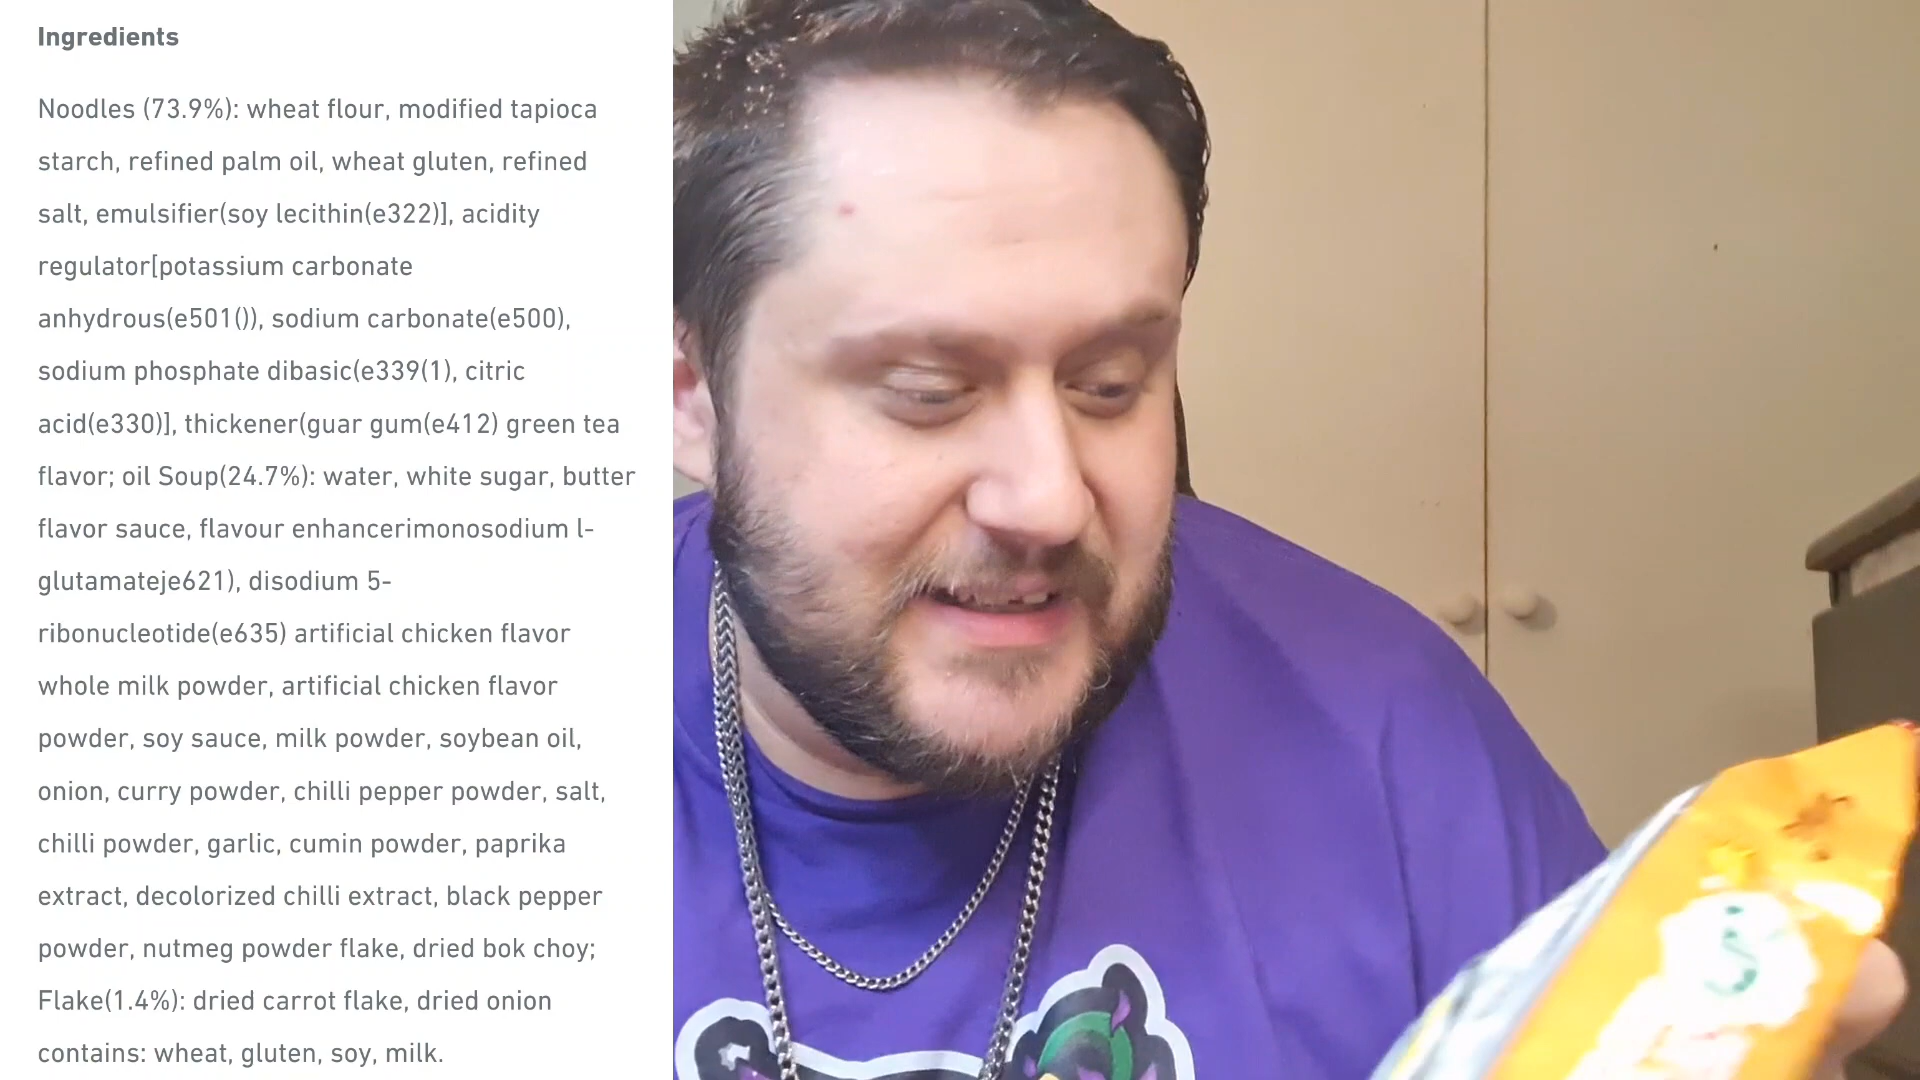 Ingredients
Noodles (73.9%): wheat flour, modified tapioca
starch, refined palm oil, wheat gluten, refined
salt, emulsifier(soy lecithin(e322)], acidity
regulator[potassium carbonate
anhydrous(e501()), sodium carbonate(e500),
sodium phosphate dibasic(e339(1), citric
acid(e330)], thickener(guar gum(e412) green tea
flavor; oil Soup(24.7%): water, white sugar, butter
flavor sauce, flavour enhancerimonosodium l-
glutamateje621), disodium 5-
ribonucleotide(e635) artificial chicken flavor
whole milk powder, artificial chicken flavor
powder, soy sauce, milk powder, soybean oil,
onion, curry powder, chilli pepper powder, salt,
chilli powder, garlic, cumin powder, paprika
extract, decolorized chilli extract, black pepper
powder, nutmeg powder flake, dried bok choy;
Flake(1.4%): dried carrot flake, dried onion
contains: wheat, gluten, soy, milk.